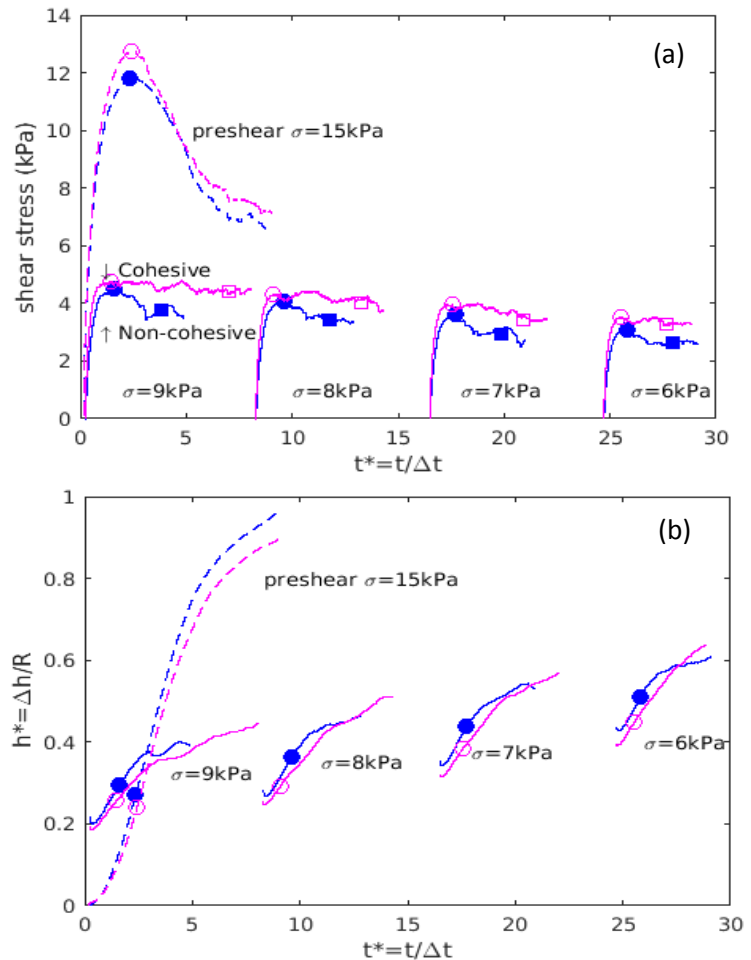 (a)
14
12
10
8
6
4
2
0
shear stress (kPa)
preshear σ=15kPa
↓ Cohesive
↑ Non-cohesive
σ=9kPa σ=8kPa σ=7kPa σ=6kPa
0 5 10 15 20 25 30
t*=t/Δt
(b)
1
0.8
0.6
0.4
0.2
0
h*=Δh/R
preshear σ=15kPa
σ=9kPa σ=8kPa σ=7kPa σ=6kPa
0 5 10 15 20 25 30
t*=t/Δt